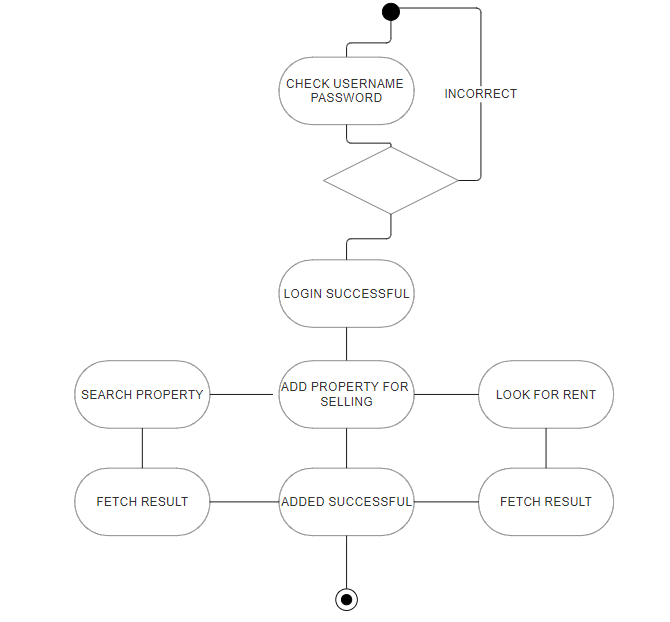 CHECK USERNAME
PASSWORD
INCORRECT
LOGIN SUCCESSFUL
SEARCH PROPERTY
ADD PROPERTY FOR
SELLING
LOOK FOR RENT
FETCH RESULT
ADDED SUCCESSFUL
FETCH RESULT